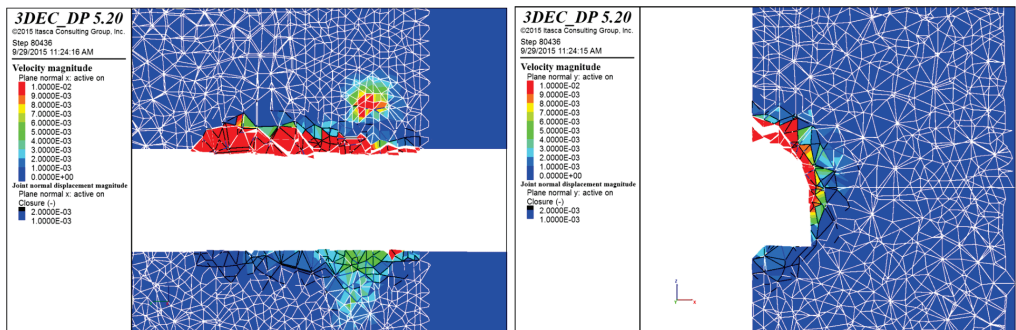 3DEC_DP 5.20
©2015 Itasca Consulting Group, Inc.
Step 80436
9/29/2015 11:24:16 AM
Velocity magnitude
Plane normal x: active on
1.0000E-02
9.0000E-03
8.0000E-03
7.0000E-03
6.0000E-03
5.0000E-03
4.0000E-03
3.0000E-03
2.0000E-03
1.0000E-03
0.0000E+00
Joint normal displacement magnitude
Plane normal x: active on
Closure (-)
2.0000E-03
1.0000E-03
3DEC_DP 5.20
©2015 Itasca Consulting Group, Inc.
Step 80436
9/29/2015 11:24:15 AM
Velocity magnitude
Plane normal y: active on
1.0000E-02
9.0000E-03
8.0000E-03
7.0000E-03
6.0000E-03
5.0000E-03
4.0000E-03
3.0000E-03
2.0000E-03
1.0000E-03
0.0000E+00
Joint normal displacement magnitude
Plane normal y: active on
Closure (-)
2.0000E-03
1.0000E-03
Z
Y X